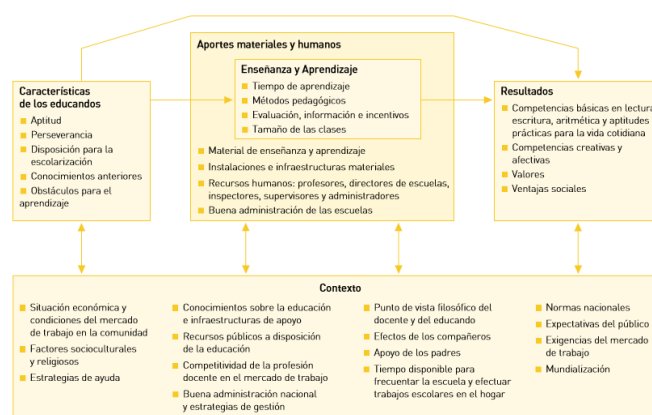 Aportes materiales y humanos
Enseñanza y Aprendizaje
Tiempo de aprendizaje
Métodos pedagógicos
Evaluación, información e incentivos
Tamaño de las clases
Material de enseñanza y aprendizaje
Instalaciones e infraestructuras materiales
Recursos humanos: profesores, directores de escuelas,
inspectores, supervisores y administradores
Buena administración de las escuelas
Características
de los educandos
Aptitud
Perseverancia
Disposición para la
escolarización
Conocimientos anteriores
Obstáculos para el
aprendizaje
Resultados
Competencias básicas en lectura
escritura, aritmética y aptitudes
prácticas para la vida cotidiana
Competencias creativas y
afectivas
Valores
Ventajas sociales
Contexto
Situación económica y
condiciones del mercado
de trabajo en la comunidad
Factores socioculturales
y religiosos
Estrategias de ayuda
Conocimientos sobre la educación
e infraestructuras de apoyo
Recursos públicos a disposición
de la educación
Competitividad de la profesión
docente en el mercado de trabajo
Buena administración nacional
y estrategias de gestión
Punto de vista filosófico del
docente y del educando
Efectos de los compañeros
Apoyo de los padres
Tiempo disponible para
frecuentar la escuela y efectuar
trabajos escolares en el hogar
Normas nacionales
Expectativas del público
Exigencias del mercado
de trabajo
Mundialización